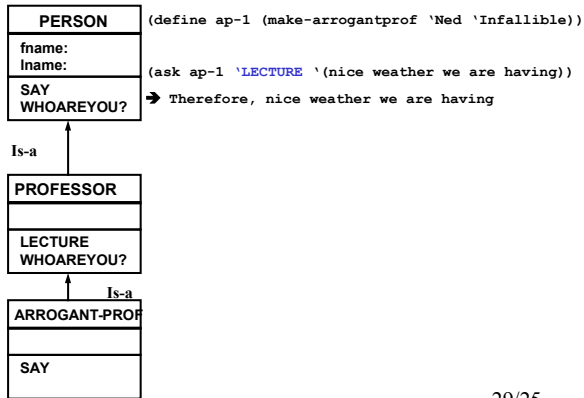 PERSON
fname:
lname:
SAY
WHOAREYOU?
(define ap-1 (make-arrogantprof ‘Ned ‘Infallible))
(ask ap-1 ‘LECTURE ‘(nice weather we are having))
➔ Therefore, nice weather we are having
Is-a
PROFESSOR
LECTURE
WHOAREYOU?
Is-a
ARROGANT-PROF
SAY